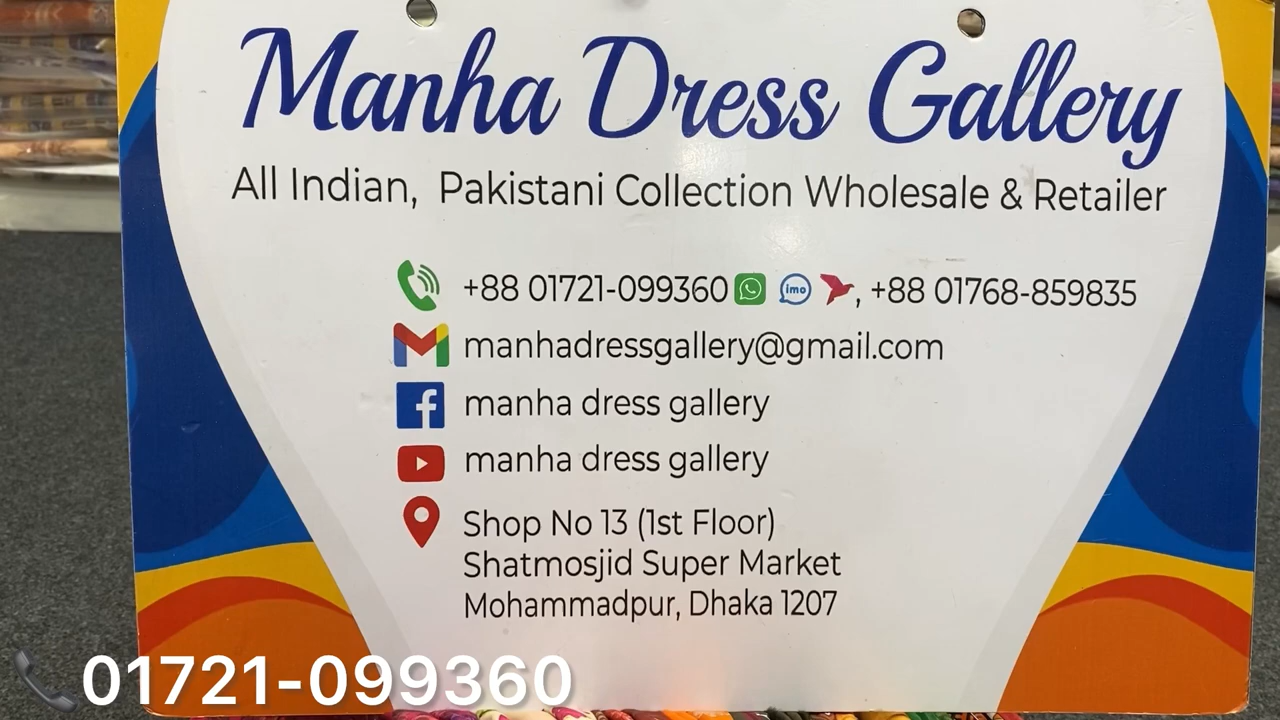 Manha Dress Gallery
All Indian, Pakistani Collection Wholesale & Retailer
+88 01721-099360 imo, +88 01768-859835
manhadressgallery@gmail.com
manha dress gallery
manha dress gallery
Shop No 13 (1st Floor)
Shatmosjid Super Market
Mohammadpur, Dhaka 1207
01721-099360